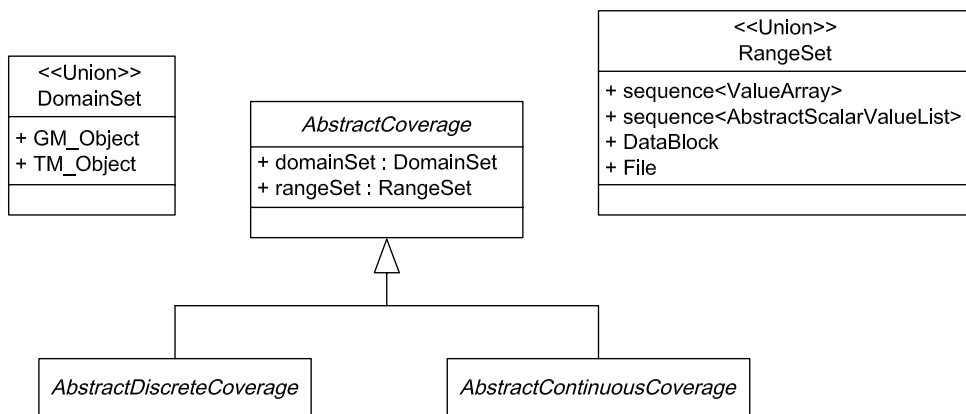 <<Union>>
DomainSet
+ GM_Object
+ TM_Object
AbstractCoverage
+ domainSet : DomainSet
+ rangeSet : RangeSet
<<Union>>
RangeSet
+ sequence<ValueArray>
+ sequence<AbstractScalarValueList>
+ DataBlock
+ File
AbstractDiscreteCoverage
AbstractContinuousCoverage